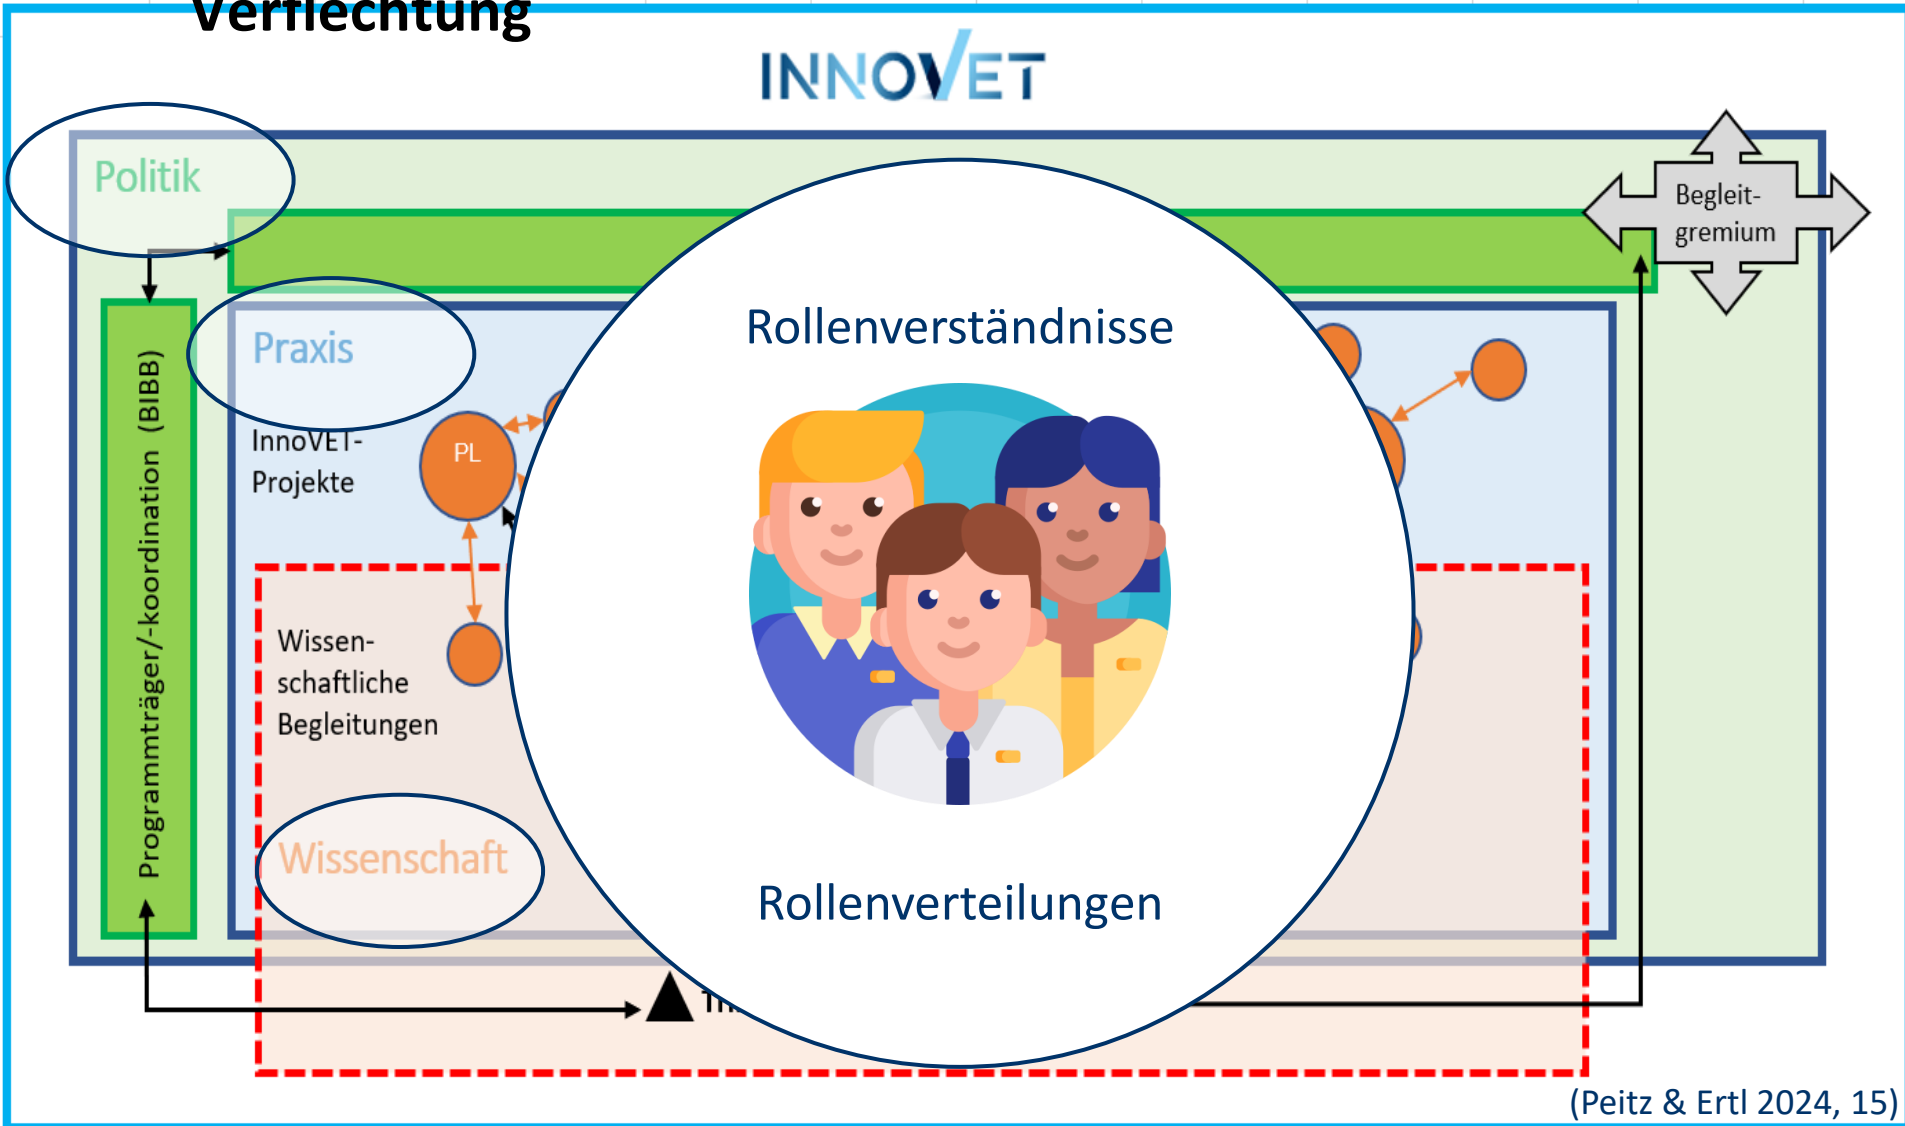 Verflechtung
INNOVET
Politik
Begleit-
gremium
Programmträger/-koordination (BIBB)
Praxis
InnoVET-
Projekte
PL
Rollenverständnisse
Wissen-
schaftliche
Begleitungen
Wissenschaft
Rollenverteilungen
(Peitz & Ertl 2024, 15)